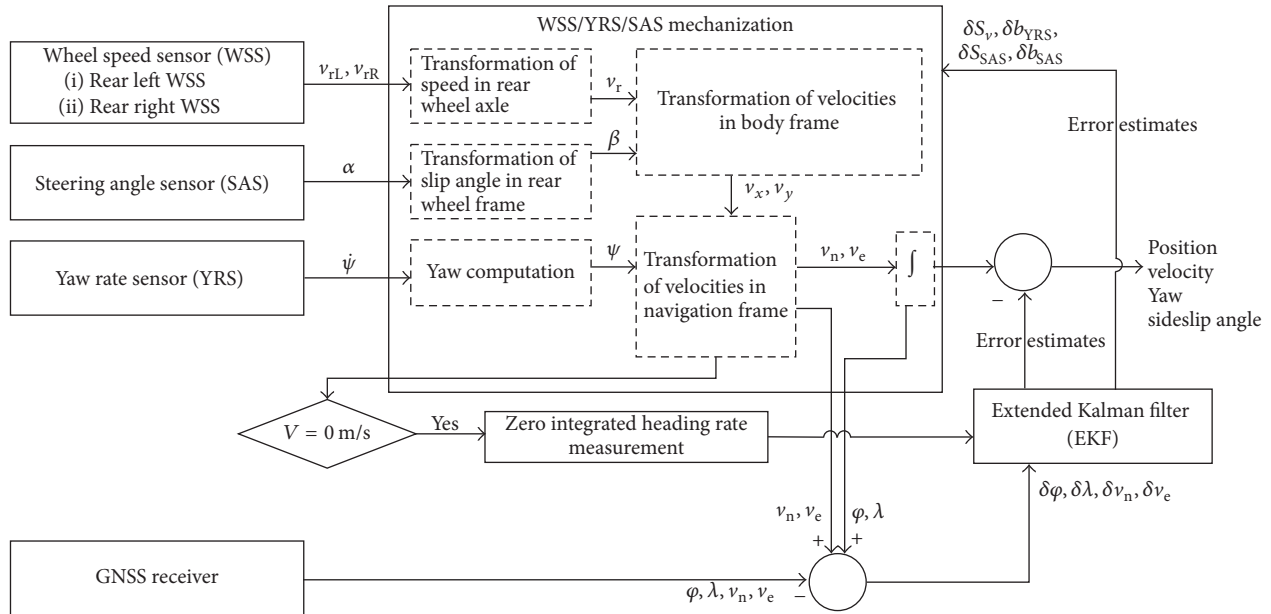 WSS/YRS/SAS mechanization
Wheel speed sensor (WSS)
(i) Rear left WSS
(ii) Rear right WSS
v_rL, v_rR
Transformation of
speed in rear
wheel axle
v_r
Transformation of velocities
in body frame
δS_v, δb_YRS,
δS_SAS, δb_SAS
Error estimates
Steering angle sensor (SAS)
α
Transformation of
slip angle in rear
wheel frame
β
v_x, v_y
Yaw rate sensor (YRS)
ψ̇
Yaw computation
ψ
Transformation
of velocities in
navigation frame
v_n, v_e
∫
−
Position
velocity
Yaw
sideslip angle
Error estimates
V = 0 m/s
Yes
Zero integrated heading rate
measurement
Extended Kalman filter
(EKF)
δφ, δλ, δv_n, δv_e
v_n, v_e
φ, λ
+
+
GNSS receiver
φ, λ, v_n, v_e
−